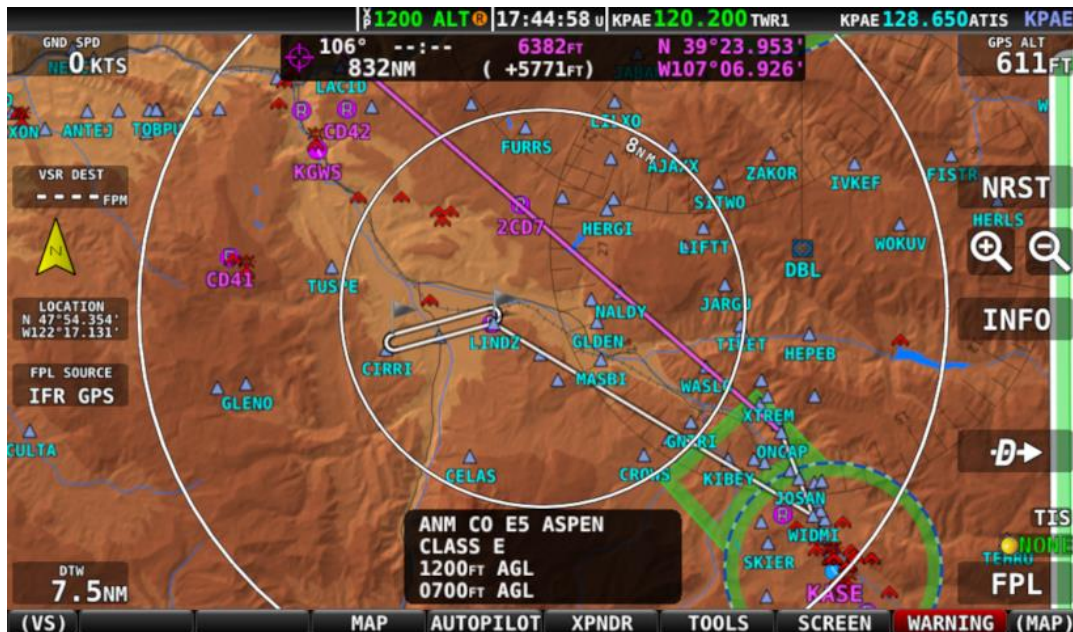 XP 1200 ALT R 17:44:58 U KPAE 120.200 TWR1 KPAE 128.650 ATIS KPAE
GND SPD
0 KTS
106° --:-- 6382FT N 39°23.953'
832NM ( +5771FT) W107°06.926'
GPS ALT
611FT
LACID
ANTEJ
TOBPU
R
R
CD42
KGWS
FURRS
LILXO
8NM
AJAXX
ZAKOR
IVKEF
FISTR
SITWO
VSR DEST
----FPM
NRST
HERLS
R
2CD7
HERGI
LIFTT
WOKUV
N
CD41
TUSPE
DBL
JARGU
LOCATION
N 47°54.354'
W122°17.131'
NALDY
INFO
LINDZ
GLDEN
TILET
HEPEB
CIRRI
MASBI
WASLO
FPL SOURCE
IFR GPS
GLENO
XTREM
CULTA
GNIRI
ONCAP
D
CELAS
CROWS
KIBEY
JOSAN
R
WIDMI
TIS
NONE
TEHRU
ANM CO E5 ASPEN
CLASS E
1200FT AGL
0700FT AGL
SKIER
KASE
DTW
7.5NM
FPL
(VS) MAP AUTOPILOT XPNDR TOOLS SCREEN WARNING (MAP)